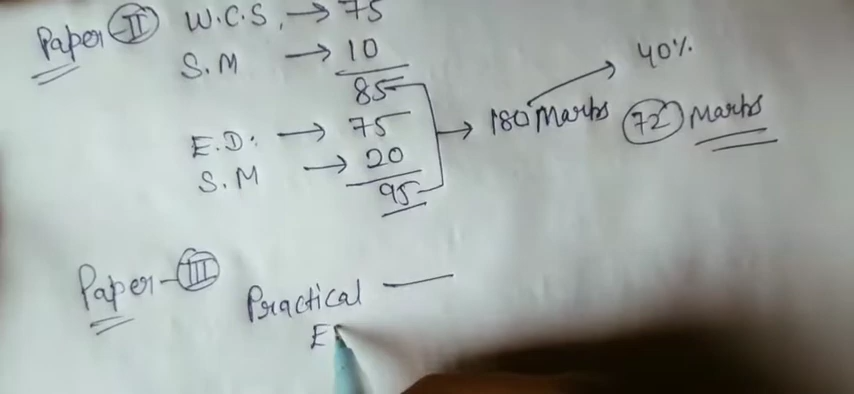 Paper - II W.C.S, → 75
S.M → 10
85
E.D: → 75
S.M → 20
95
→ 180 Marks → 40%
72 Marks
Paper - III
Practical —
E